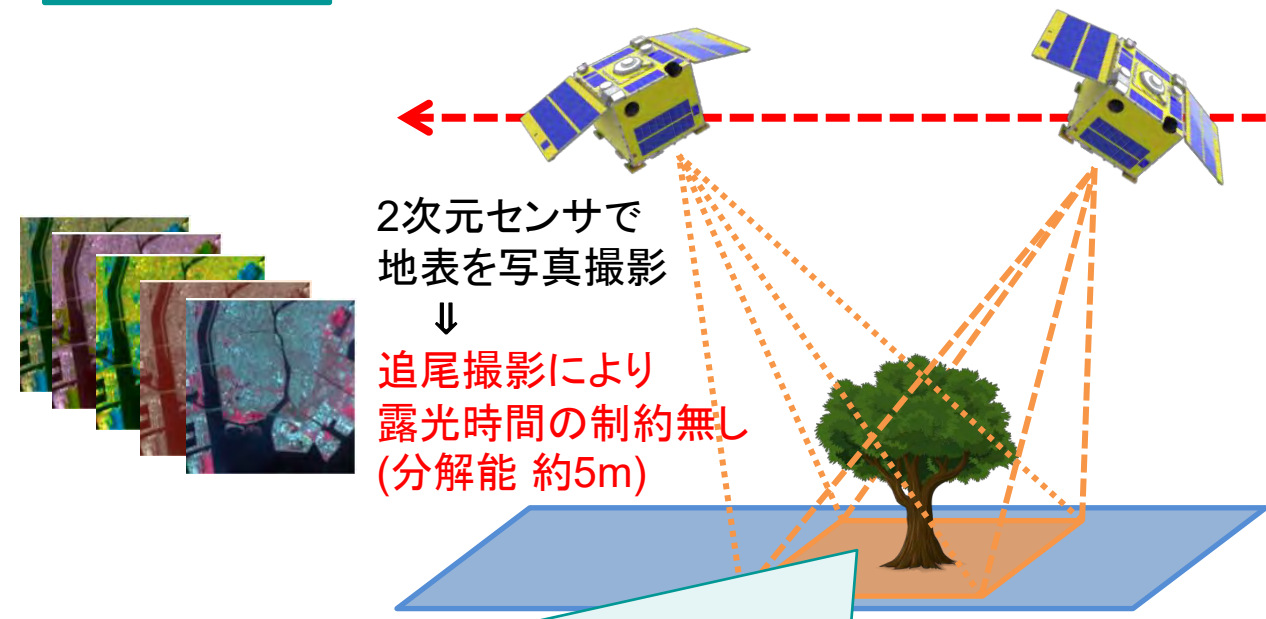 2次元センサで
地表を写真撮影
⇓
追尾撮影により
露光時間の制約無し
(分解能 約5m)